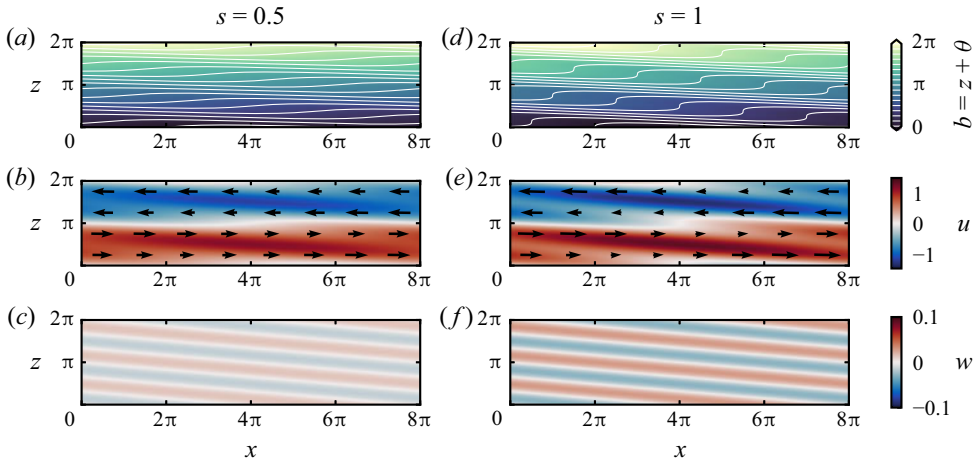 s = 0.5
s = 1
(a)
2π
π
0
z
2π
4π
6π
8π
(d)
2π
π
0
2π
4π
6π
8π
2π
π
0
b = z + θ
(b)
2π
π
0
z
2π
4π
6π
8π
(e)
2π
π
0
2π
4π
6π
8π
1
0
−1
u
(c)
2π
π
0
z
2π
4π
6π
8π
x
(f)
2π
π
0
2π
4π
6π
8π
x
0.1
0
−0.1
w